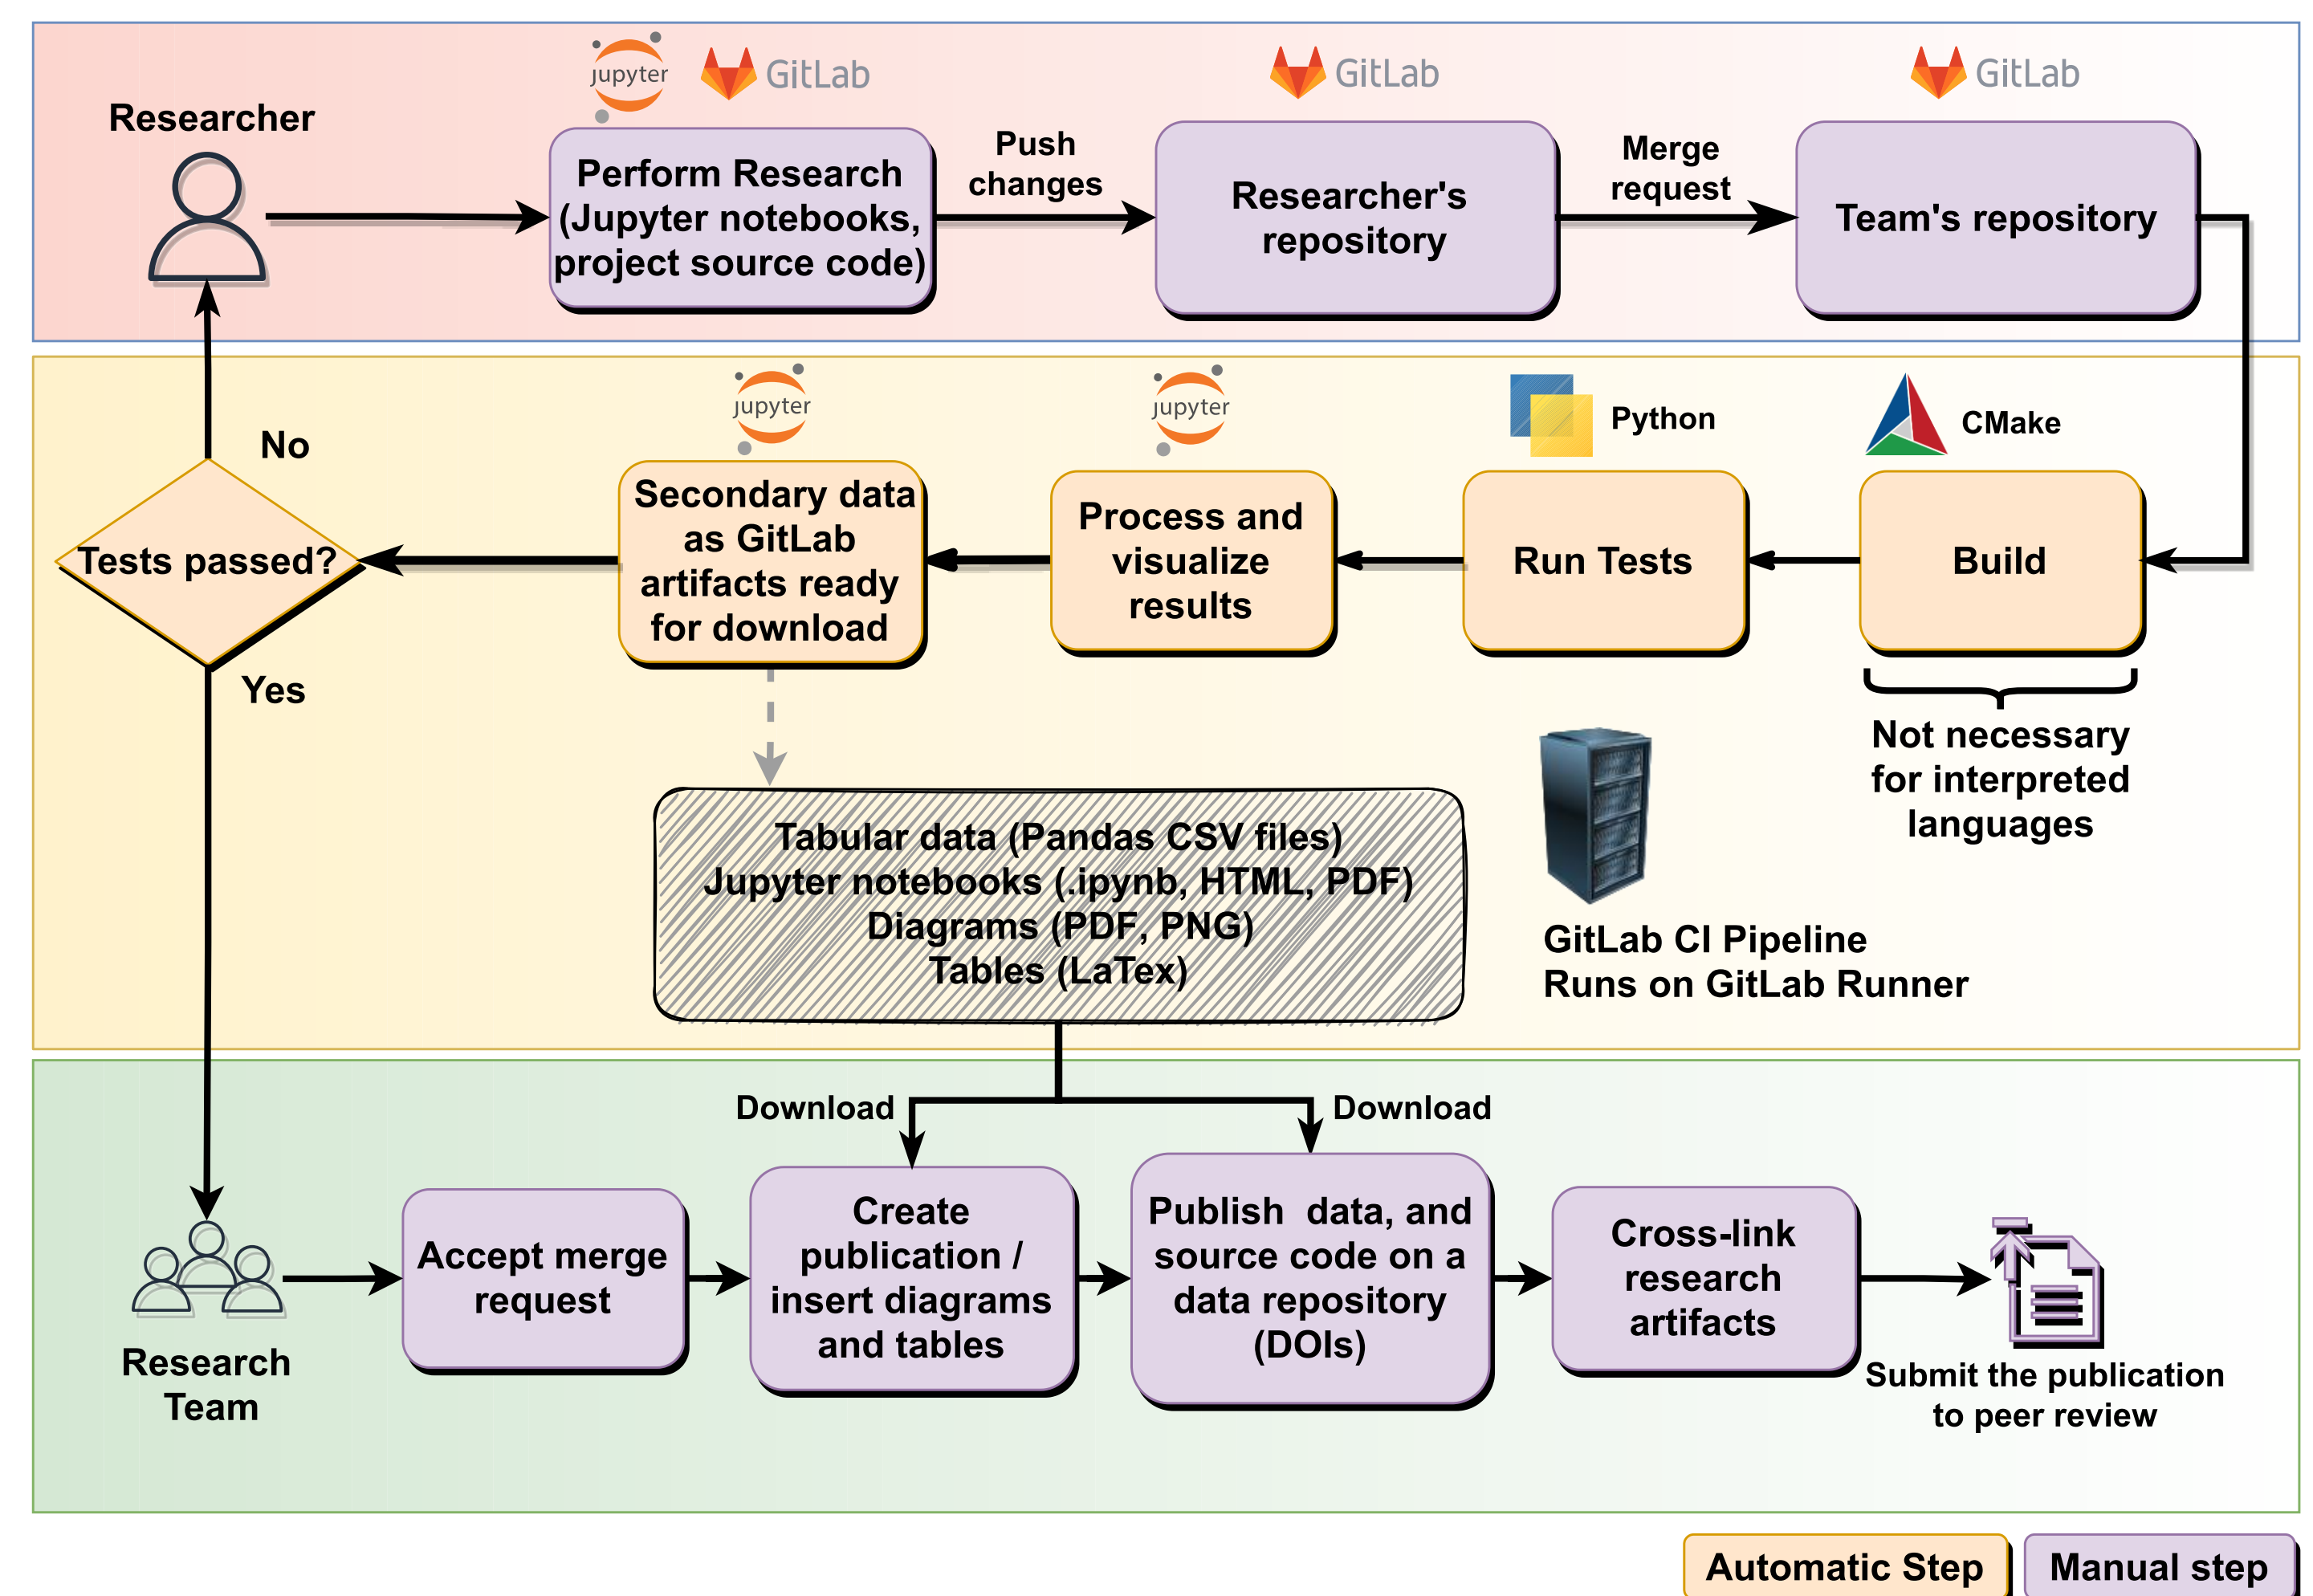 Researcher
jupyter
GitLab
Perform Research
(Jupyter notebooks,
project source code)
Push
changes
GitLab
Researcher's
repository
Merge
request
GitLab
Team's repository
No
Tests passed?
Yes
jupyter
Secondary data
as GitLab
artifacts ready
for download
jupyter
Process and
visualize
results
Python
Run Tests
CMake
Build
Not necessary
for interpreted
languages
Tabular data (Pandas CSV files)
Jupyter notebooks (.ipynb, HTML, PDF)
Diagrams (PDF, PNG)
Tables (LaTex)
GitLab CI Pipeline
Runs on GitLab Runner
Download
Download
Research
Team
Accept merge
request
Create
publication /
insert diagrams
and tables
Publish data, and
source code on a
data repository
(DOIs)
Cross-link
research
artifacts
Submit the publication
to peer review
Automatic Step
Manual step